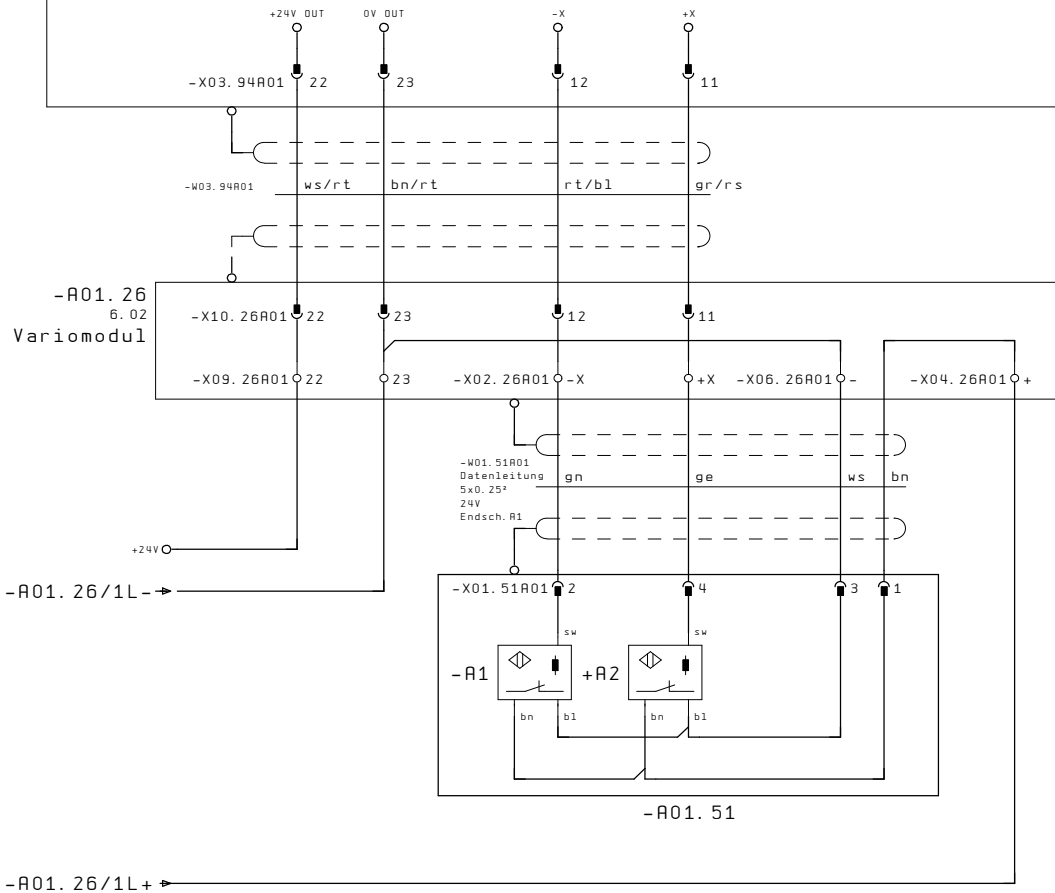 +24V OUT 0V OUT -X +X
-X03.94A01 22 23 12 11
-W03.94A01 ws/rt bn/rt rt/bl gr/rs
-A01.26
6.02
Variomodul
-X10.26A01 22 23 12 11
-X09.26A01 22 23 -X02.26A01 -X +X -X06.26A01 - -X04.26A01 +
-W01.51A01
Datenleitung
5x0.25²
24V
Endsch.A1
gn ge ws bn
+24V
-A01.26/1L-
-X01.51A01 2 4 3 1
sw sw
-A1 +A2
bn bl bn bl
-A01.51
-A01.26/1L+